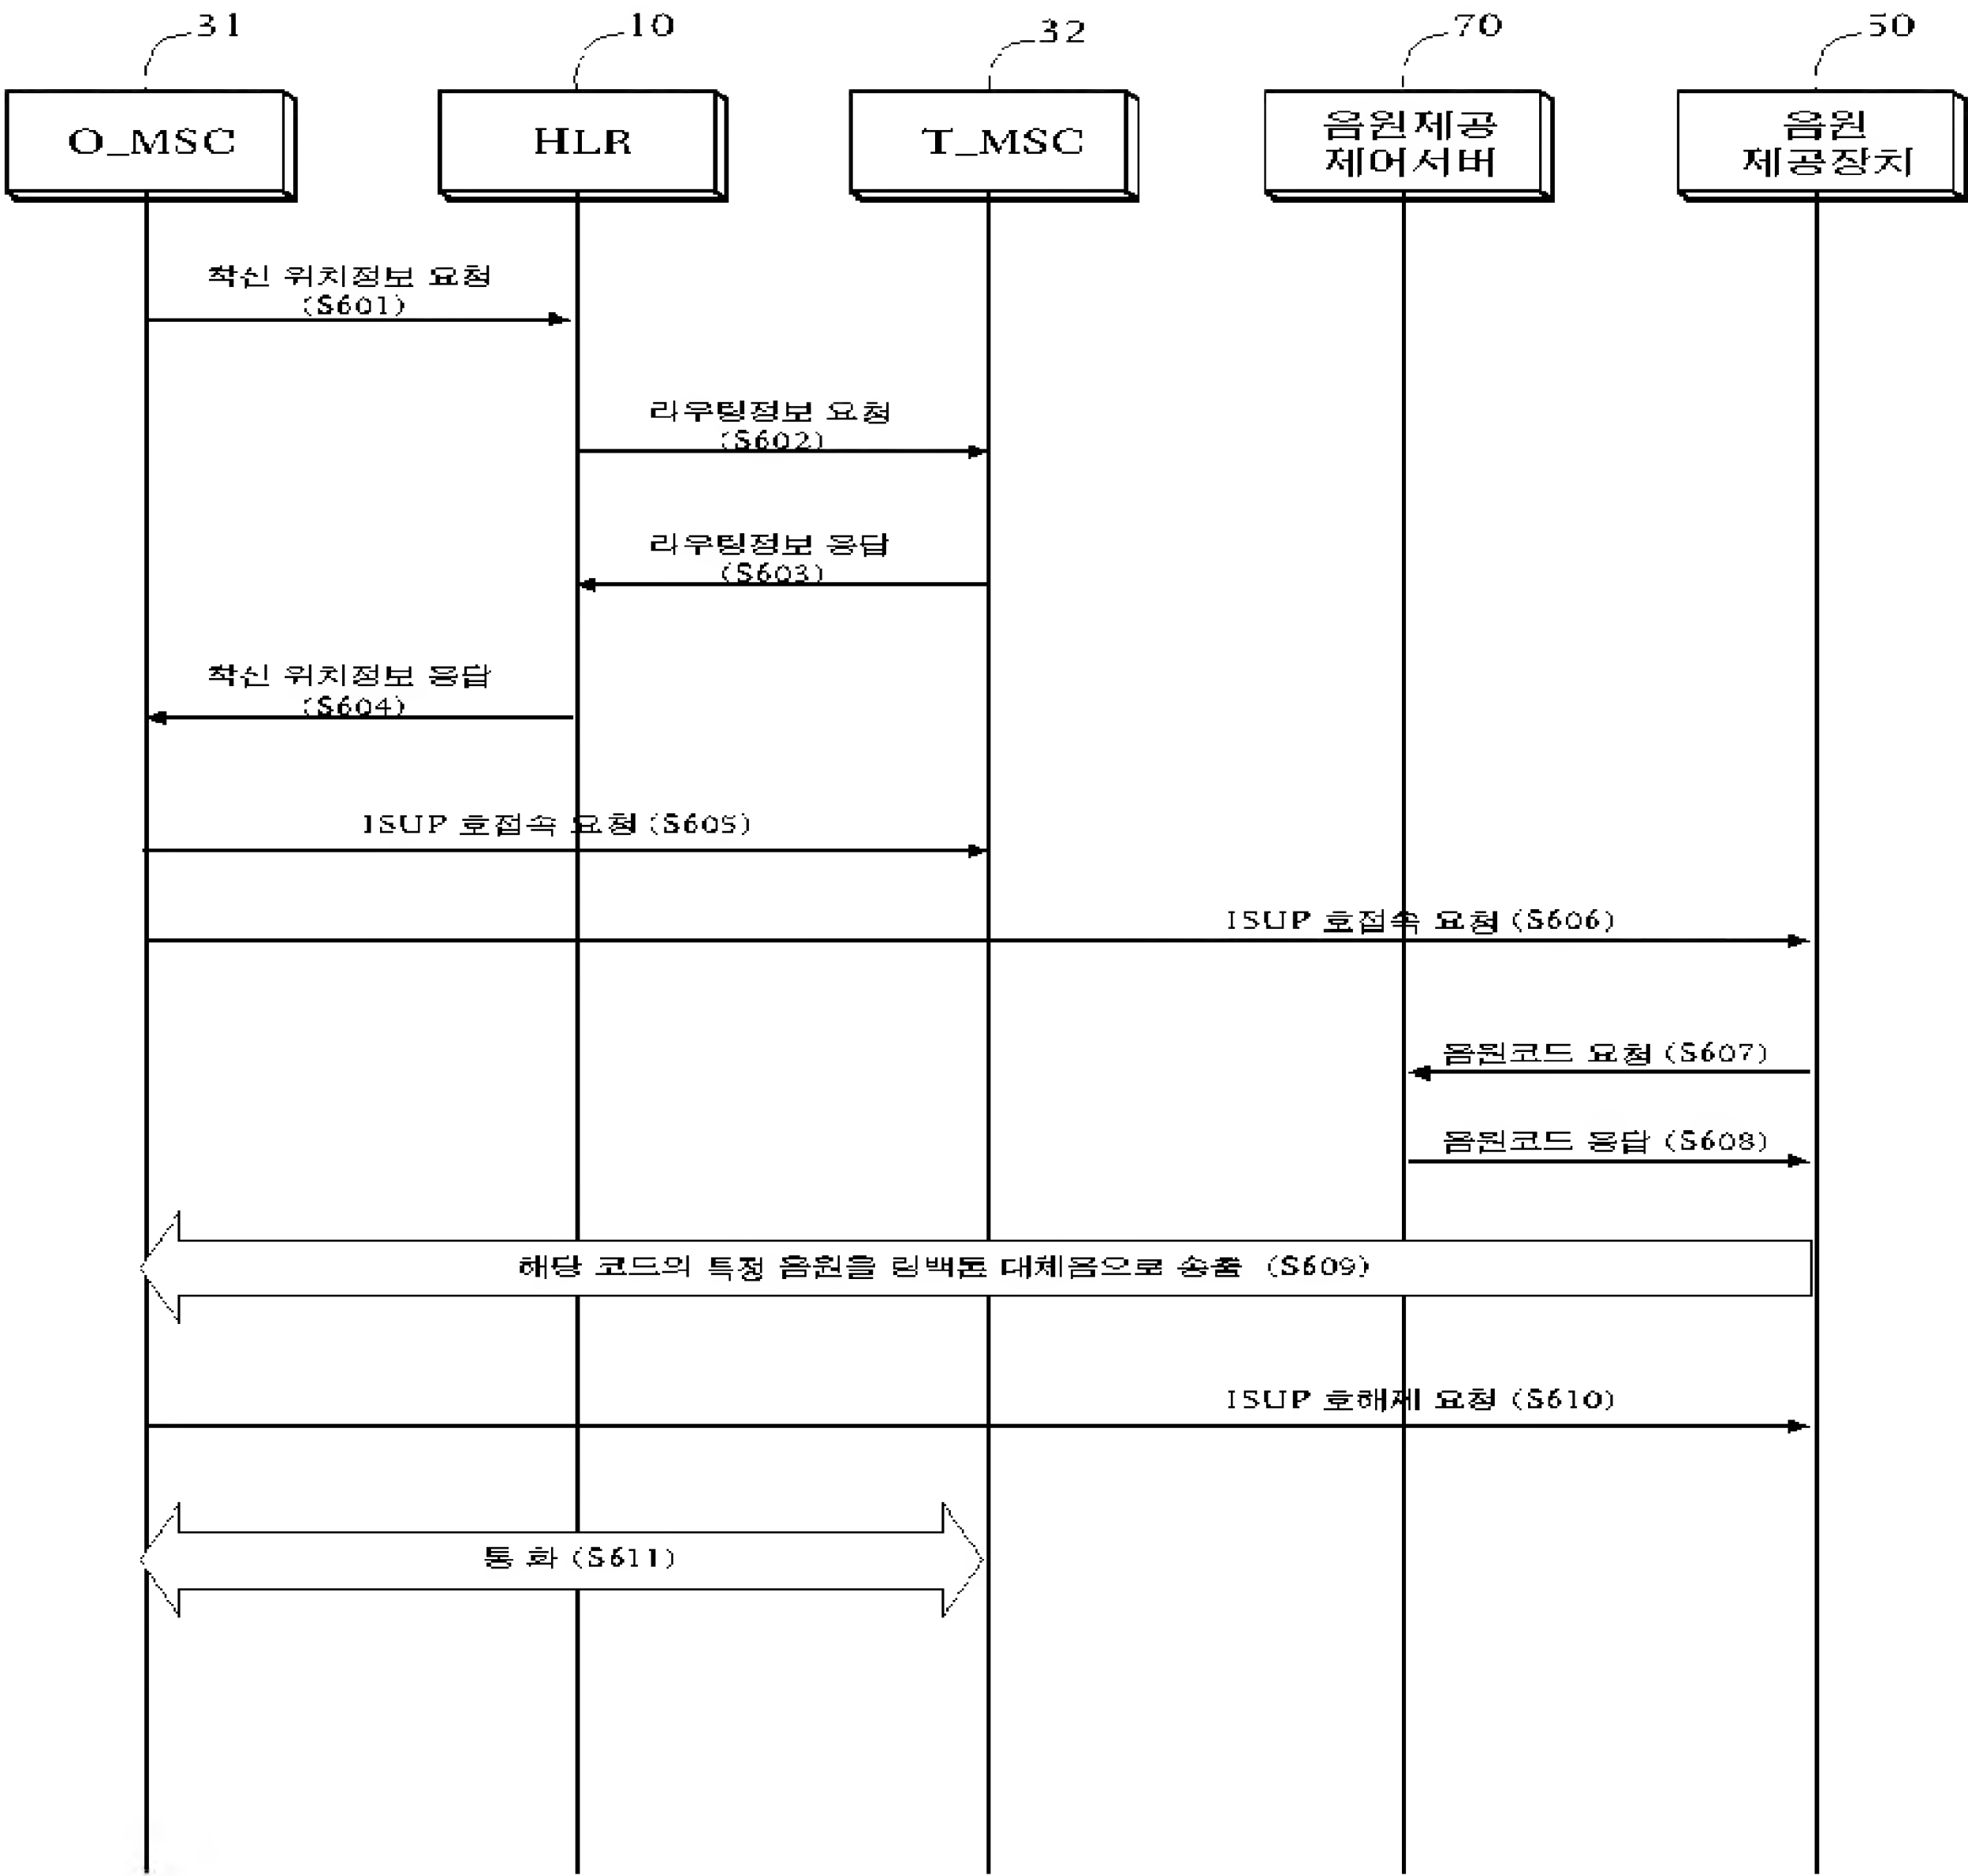 31
10
32
70
50
O_MSC
HLR
T_MSC
음원제공
제어서버
음원
제공장치
착신 위치정보 요청
(S601)
라우팅정보 요청
(S602)
라우팅정보 응답
(S603)
착신 위치정보 응답
(S604)
ISUP 호접속 요청 (S605)
ISUP 호접속 요청 (S606)
음원코드 요청 (S607)
음원코드 응답 (S608)
해당 코드의 특정 음원을 링백톤 대체음으로 송출 (S609)
ISUP 호해제 요청 (S610)
통 화 (S611)